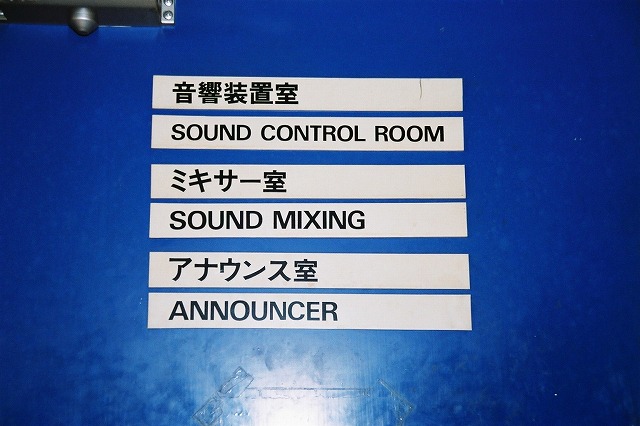 音響装置室
SOUND CONTROL ROOM
ミキサー室
SOUND MIXING
アナウンス室
ANNOUNCER